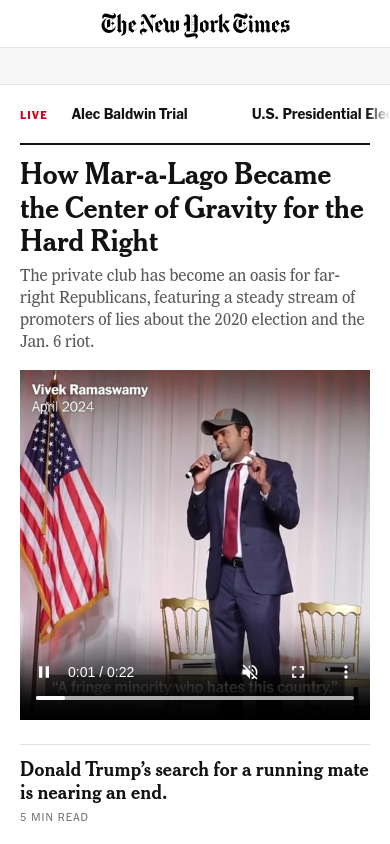 The New York Times
LIVE Alec Baldwin Trial U.S. Presidential Elec
How Mar-a-Lago Became
the Center of Gravity for the
Hard Right
The private club has become an oasis for far-
right Republicans, featuring a steady stream of
promoters of lies about the 2020 election and the
Jan. 6 riot.
Vivek Ramaswamy
April 2024
0:01 / 0:22
“A fringe minority who hates this country.”
Donald Trump’s search for a running mate
is nearing an end.
5 MIN READ